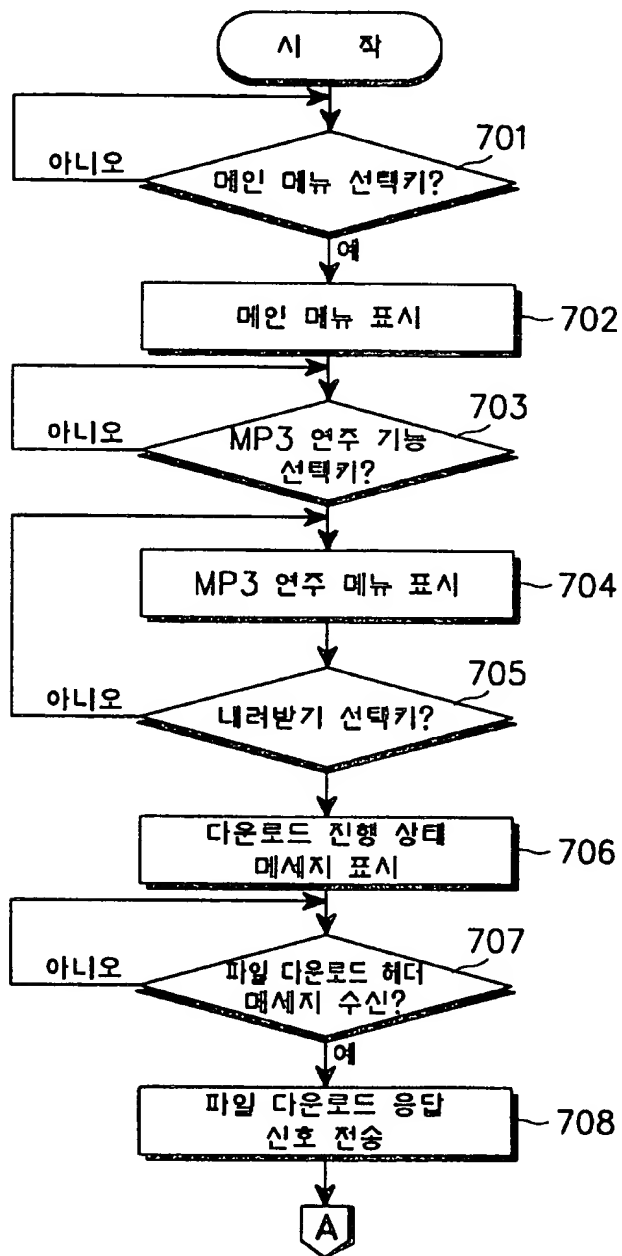 시 작
701
아니오
메인 메뉴 선택키?
예
메인 메뉴 표시
702
703
아니오
MP3 연주 기능
선택키?
MP3 연주 메뉴 표시
704
705
아니오
내려받기 선택키?
다운로드 진행 상태
메세지 표시
706
707
아니오
파일 다운로드 헤더
메세지 수신?
예
파일 다운로드 응답
신호 전송
708
A